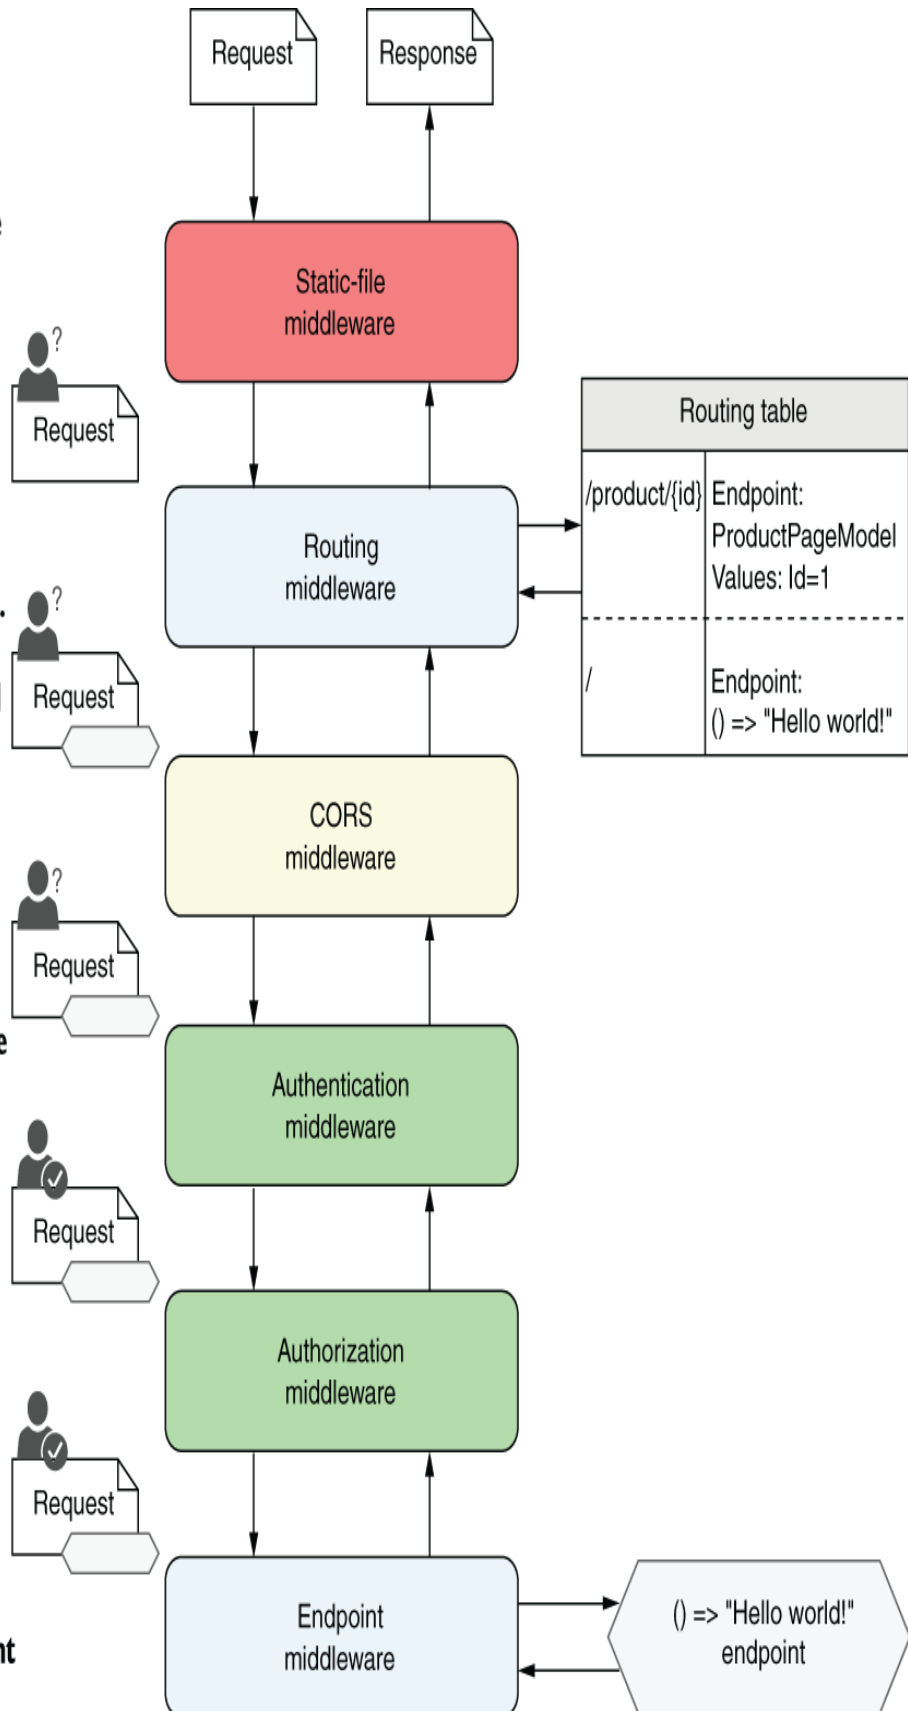 Request
Response
e
Static-file
middleware
?
Request
Routing table
/product/{id}
Endpoint:
ProductPageModel
Values: Id=1
/
Endpoint:
() => "Hello world!"
Routing
middleware
.
?
Request
CORS
middleware
?
Request
e
Authentication
middleware
Request
Authorization
middleware
Request
Endpoint
middleware
() => "Hello world!"
endpoint
nt